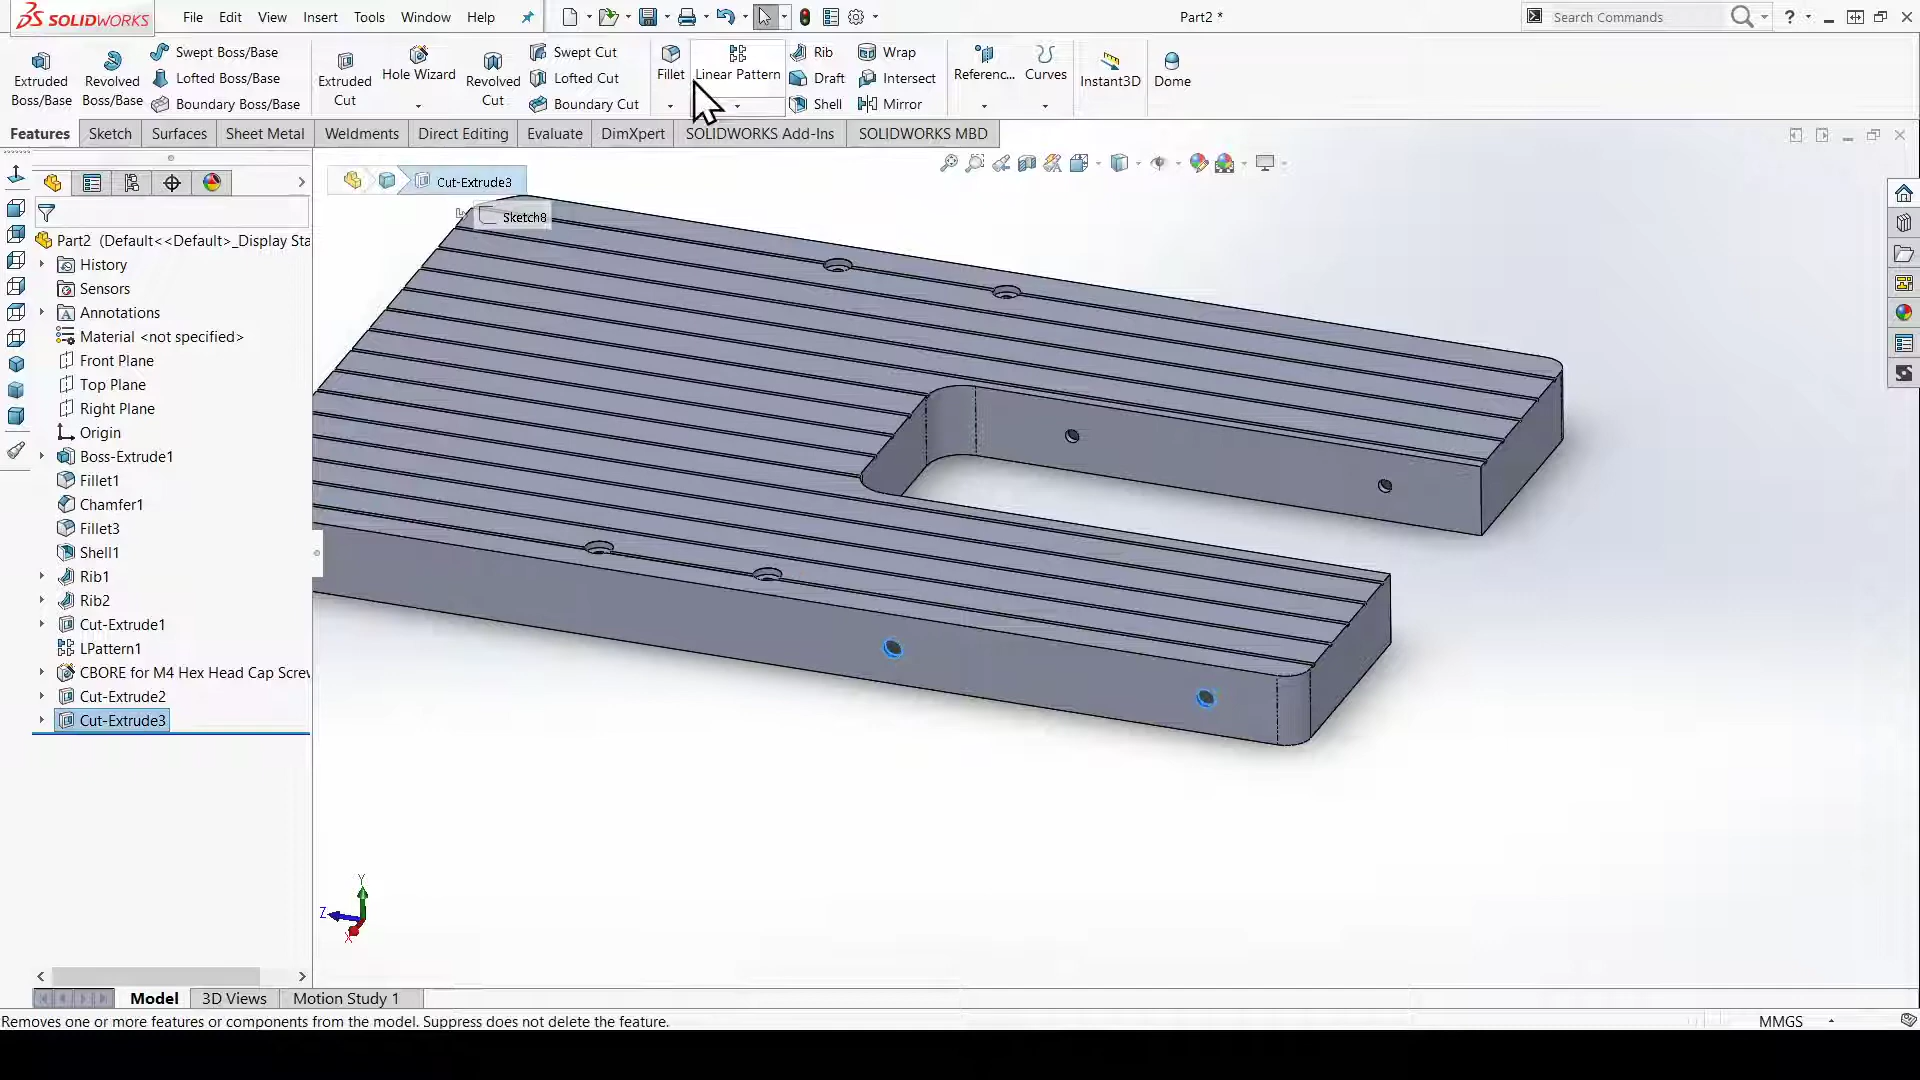 SOLIDWORKS File Edit View Insert Tools Window Help Part2 * Search Commands ?
Extruded Boss/Base
Revolved Boss/Base
Swept Boss/Base
Lofted Boss/Base
Boundary Boss/Base
Extruded Cut
Hole Wizard
Revolved Cut
Swept Cut
Lofted Cut
Boundary Cut
Fillet
Linear Pattern
Rib
Draft
Shell
Wrap
Intersect
Mirror
Referenc...
Curves
Instant3D
Dome
Features Sketch Surfaces Sheet Metal Weldments Direct Editing Evaluate DimXpert SOLIDWORKS Add-Ins SOLIDWORKS MBD
Cut-Extrude3
Sketch8
Part2 (Default<<Default>_Display Sta
History
Sensors
Annotations
Material <not specified>
Front Plane
Top Plane
Right Plane
Origin
Boss-Extrude1
Fillet1
Chamfer1
Fillet3
Shell1
Rib1
Rib2
Cut-Extrude1
LPattern1
CBORE for M4 Hex Head Cap Screw
Cut-Extrude2
Cut-Extrude3
Y
Z
X
Model 3D Views Motion Study 1
Removes one or more features or components from the model. Suppress does not delete the feature. MMGS